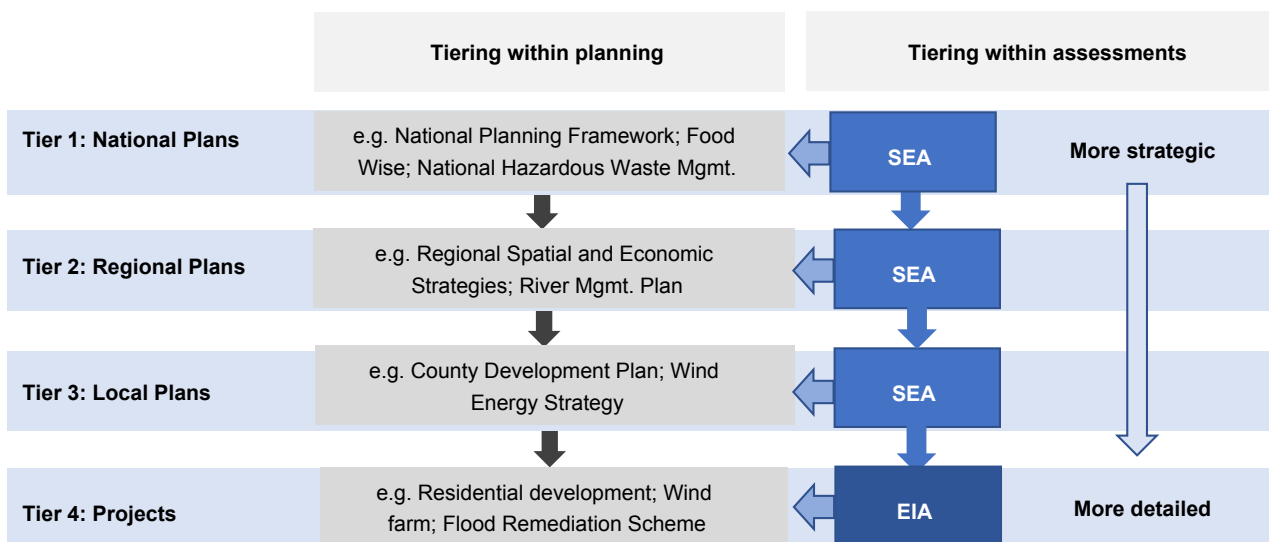 Tiering within planning
Tiering within assessments
Tier 1: National Plans
e.g. National Planning Framework; Food
Wise; National Hazardous Waste Mgmt.
SEA
More strategic
Tier 2: Regional Plans
e.g. Regional Spatial and Economic
Strategies; River Mgmt. Plan
SEA
Tier 3: Local Plans
e.g. County Development Plan; Wind
Energy Strategy
SEA
Tier 4: Projects
e.g. Residential development; Wind
farm; Flood Remediation Scheme
EIA
More detailed